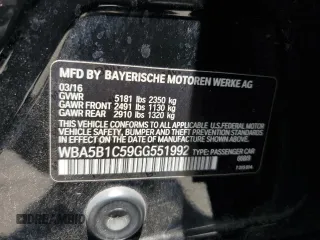 MFD BY BAYERISCHE MOTOREN WERKE AG
03/16
GVWR 5181 lbs 2350 kg
GAWR FRONT 2491 lbs 1130 kg
GAWR REAR 2910 lbs 1320 kg
THIS VEHICLE CONFORMS TO ALL APPLICABLE U.S. FEDERAL MOTOR
VEHICLE SAFETY, BUMPER, AND THEFT PREVENTION STANDARDS
IN EFFECT ON THE DATE OF MANUFACTURE SHOWN ABOVE.
WBA5B1C59GG551992 TYPE: PASSENGER CAR